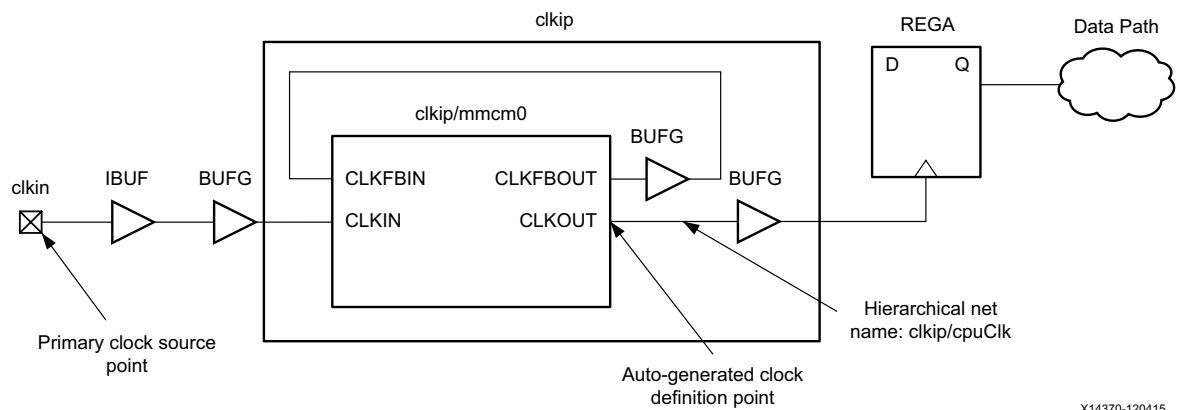 clkip
REGA
Data Path
D
Q
clkip/mmcm0
BUFG
clkin
IBUF
BUFG
CLKFBIN
CLKFBOUT
BUFG
CLKIN
CLKOUT
Primary clock source
point
Hierarchical net
name: clkip/cpuClk
Auto-generated clock
definition point
X14370-120415